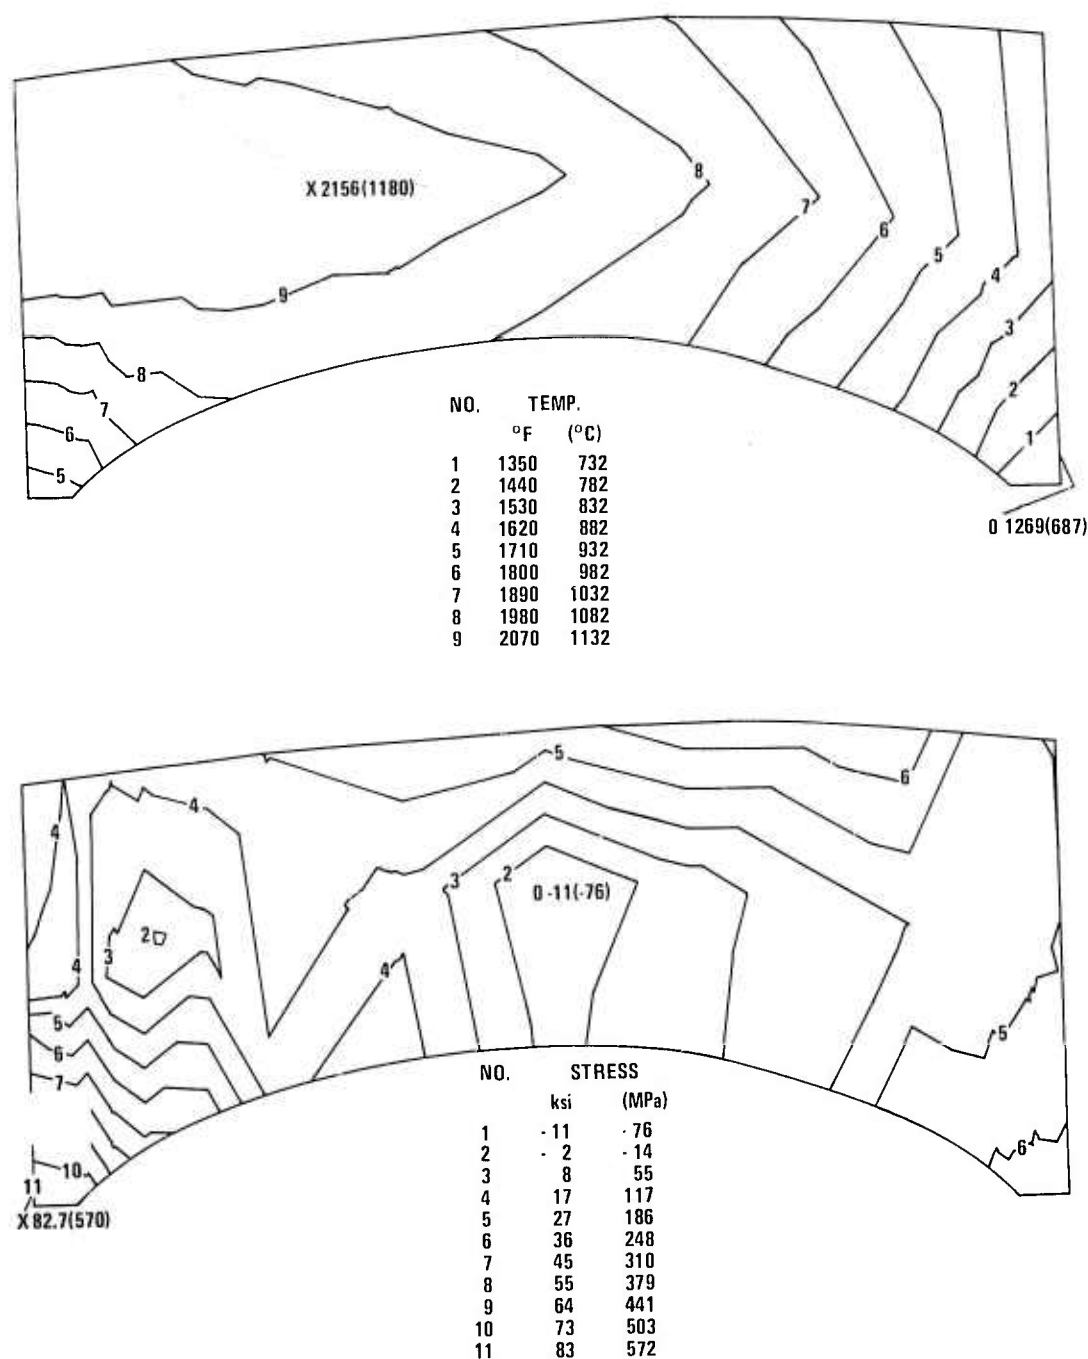 8
X 2156(1180)
7
6
5
9
4
3
8
2
7
1
6
5
NO. TEMP.
°F (°C)
1 1350 732
2 1440 782
3 1530 832
4 1620 882
5 1710 932
6 1800 982
7 1890 1032
8 1980 1082
9 2070 1132
0 1269(687)
5
6
4
4
3
2
0 -11(-76)
2
3
4
4
5
5
6
7
6
10
11
X 82.7(570)
NO. STRESS
ksi (MPa)
1 - 11 - 76
2 - 2 - 14
3 8 55
4 17 117
5 27 186
6 36 248
7 45 310
8 55 379
9 64 441
10 73 503
11 83 572